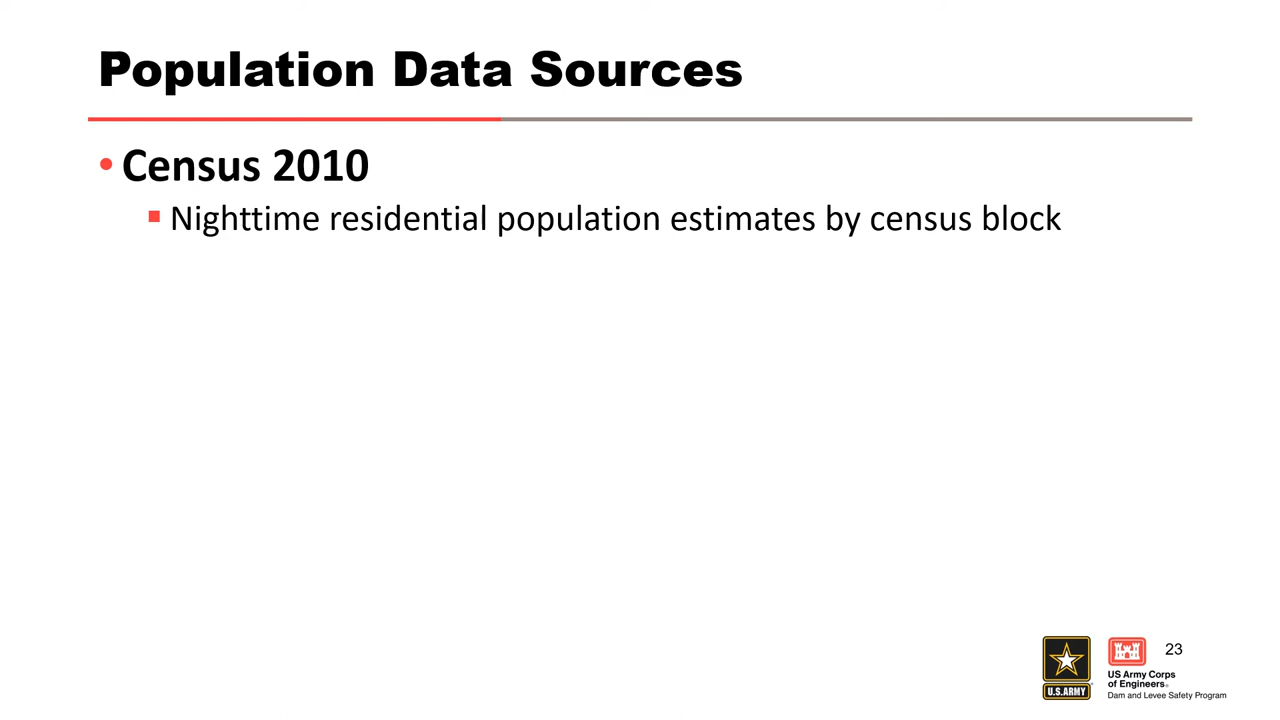 Population Data Sources
• Census 2010
▪ Nighttime residential population estimates by census block
23
U.S.ARMY
US Army Corps
of Engineers®
Dam and Levee Safety Program